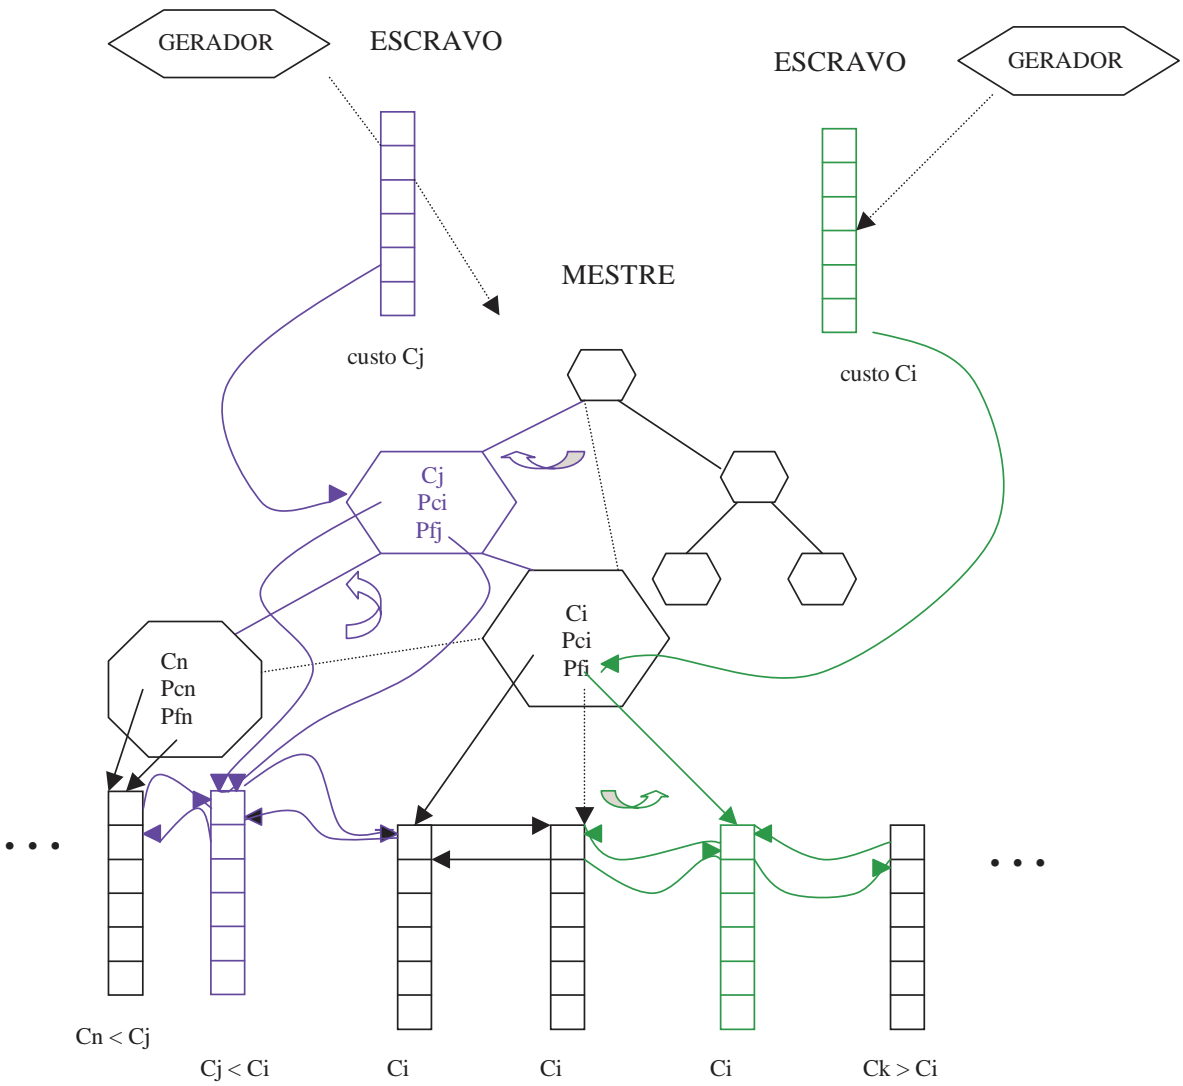 GERADOR
ESCRAVO
ESCRAVO
GERADOR
MESTRE
custo Cj
custo Ci
Cj
Pci
Pfj
Ci
Pci
Pfi
Cn
Pcn
Pfn
• • •
• • •
Cn < Cj
Cj < Ci
Ci
Ci
Ci
Ck > Ci